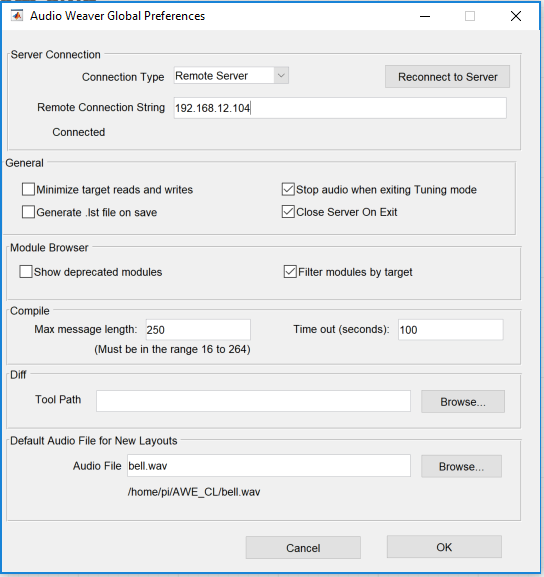 Audio Weaver Global Preferences
Server Connection
Connection Type Remote Server Reconnect to Server
Remote Connection String 192.168.12.104
Connected
General
Minimize target reads and writes Stop audio when exiting Tuning mode
Generate .lst file on save Close Server On Exit
Module Browser
Show deprecated modules Filter modules by target
Compile
Max message length: 250 Time out (seconds): 100
(Must be in the range 16 to 264)
Diff
Tool Path Browse...
Default Audio File for New Layouts
Audio File bell.wav Browse...
/home/pi/AWE_CL/bell.wav
Cancel OK